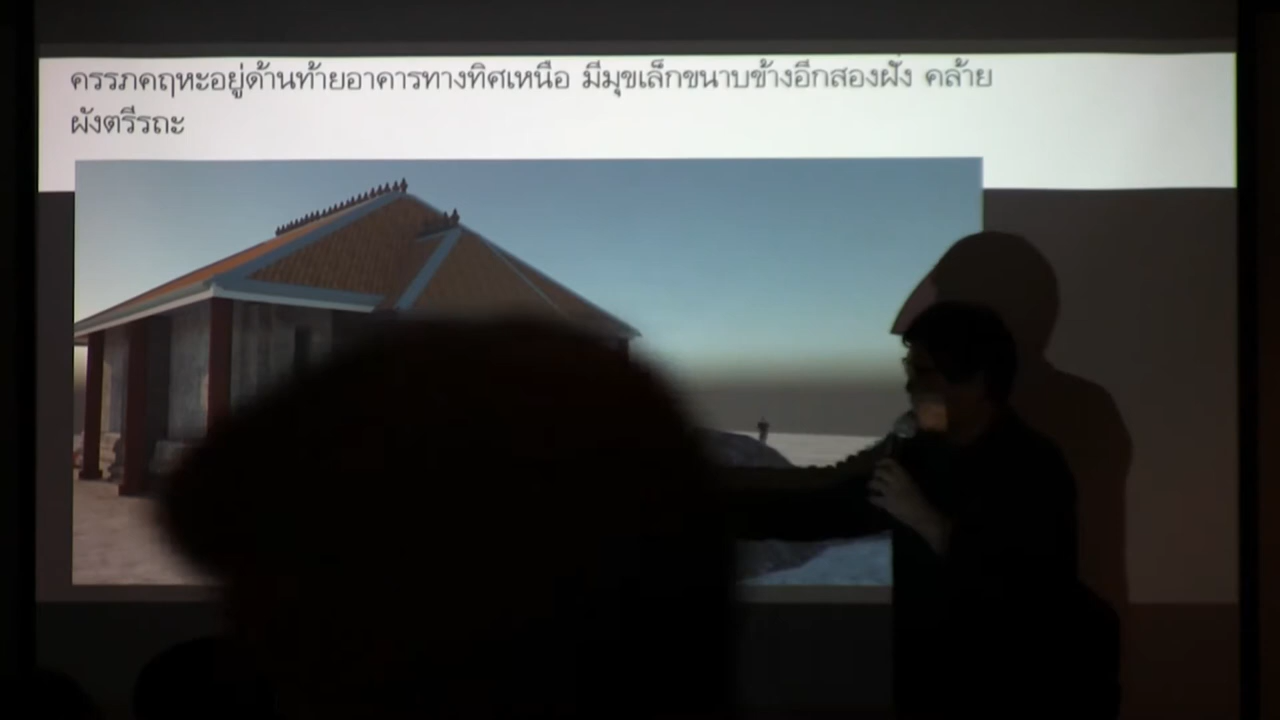 ครรภคฤหะอยู่ด้านท้ายอาคารทางทิศเหนือ มีมุขเล็กขนาบข้างอีกสองฝั่ง คล้าย
ผังตรีรถะ